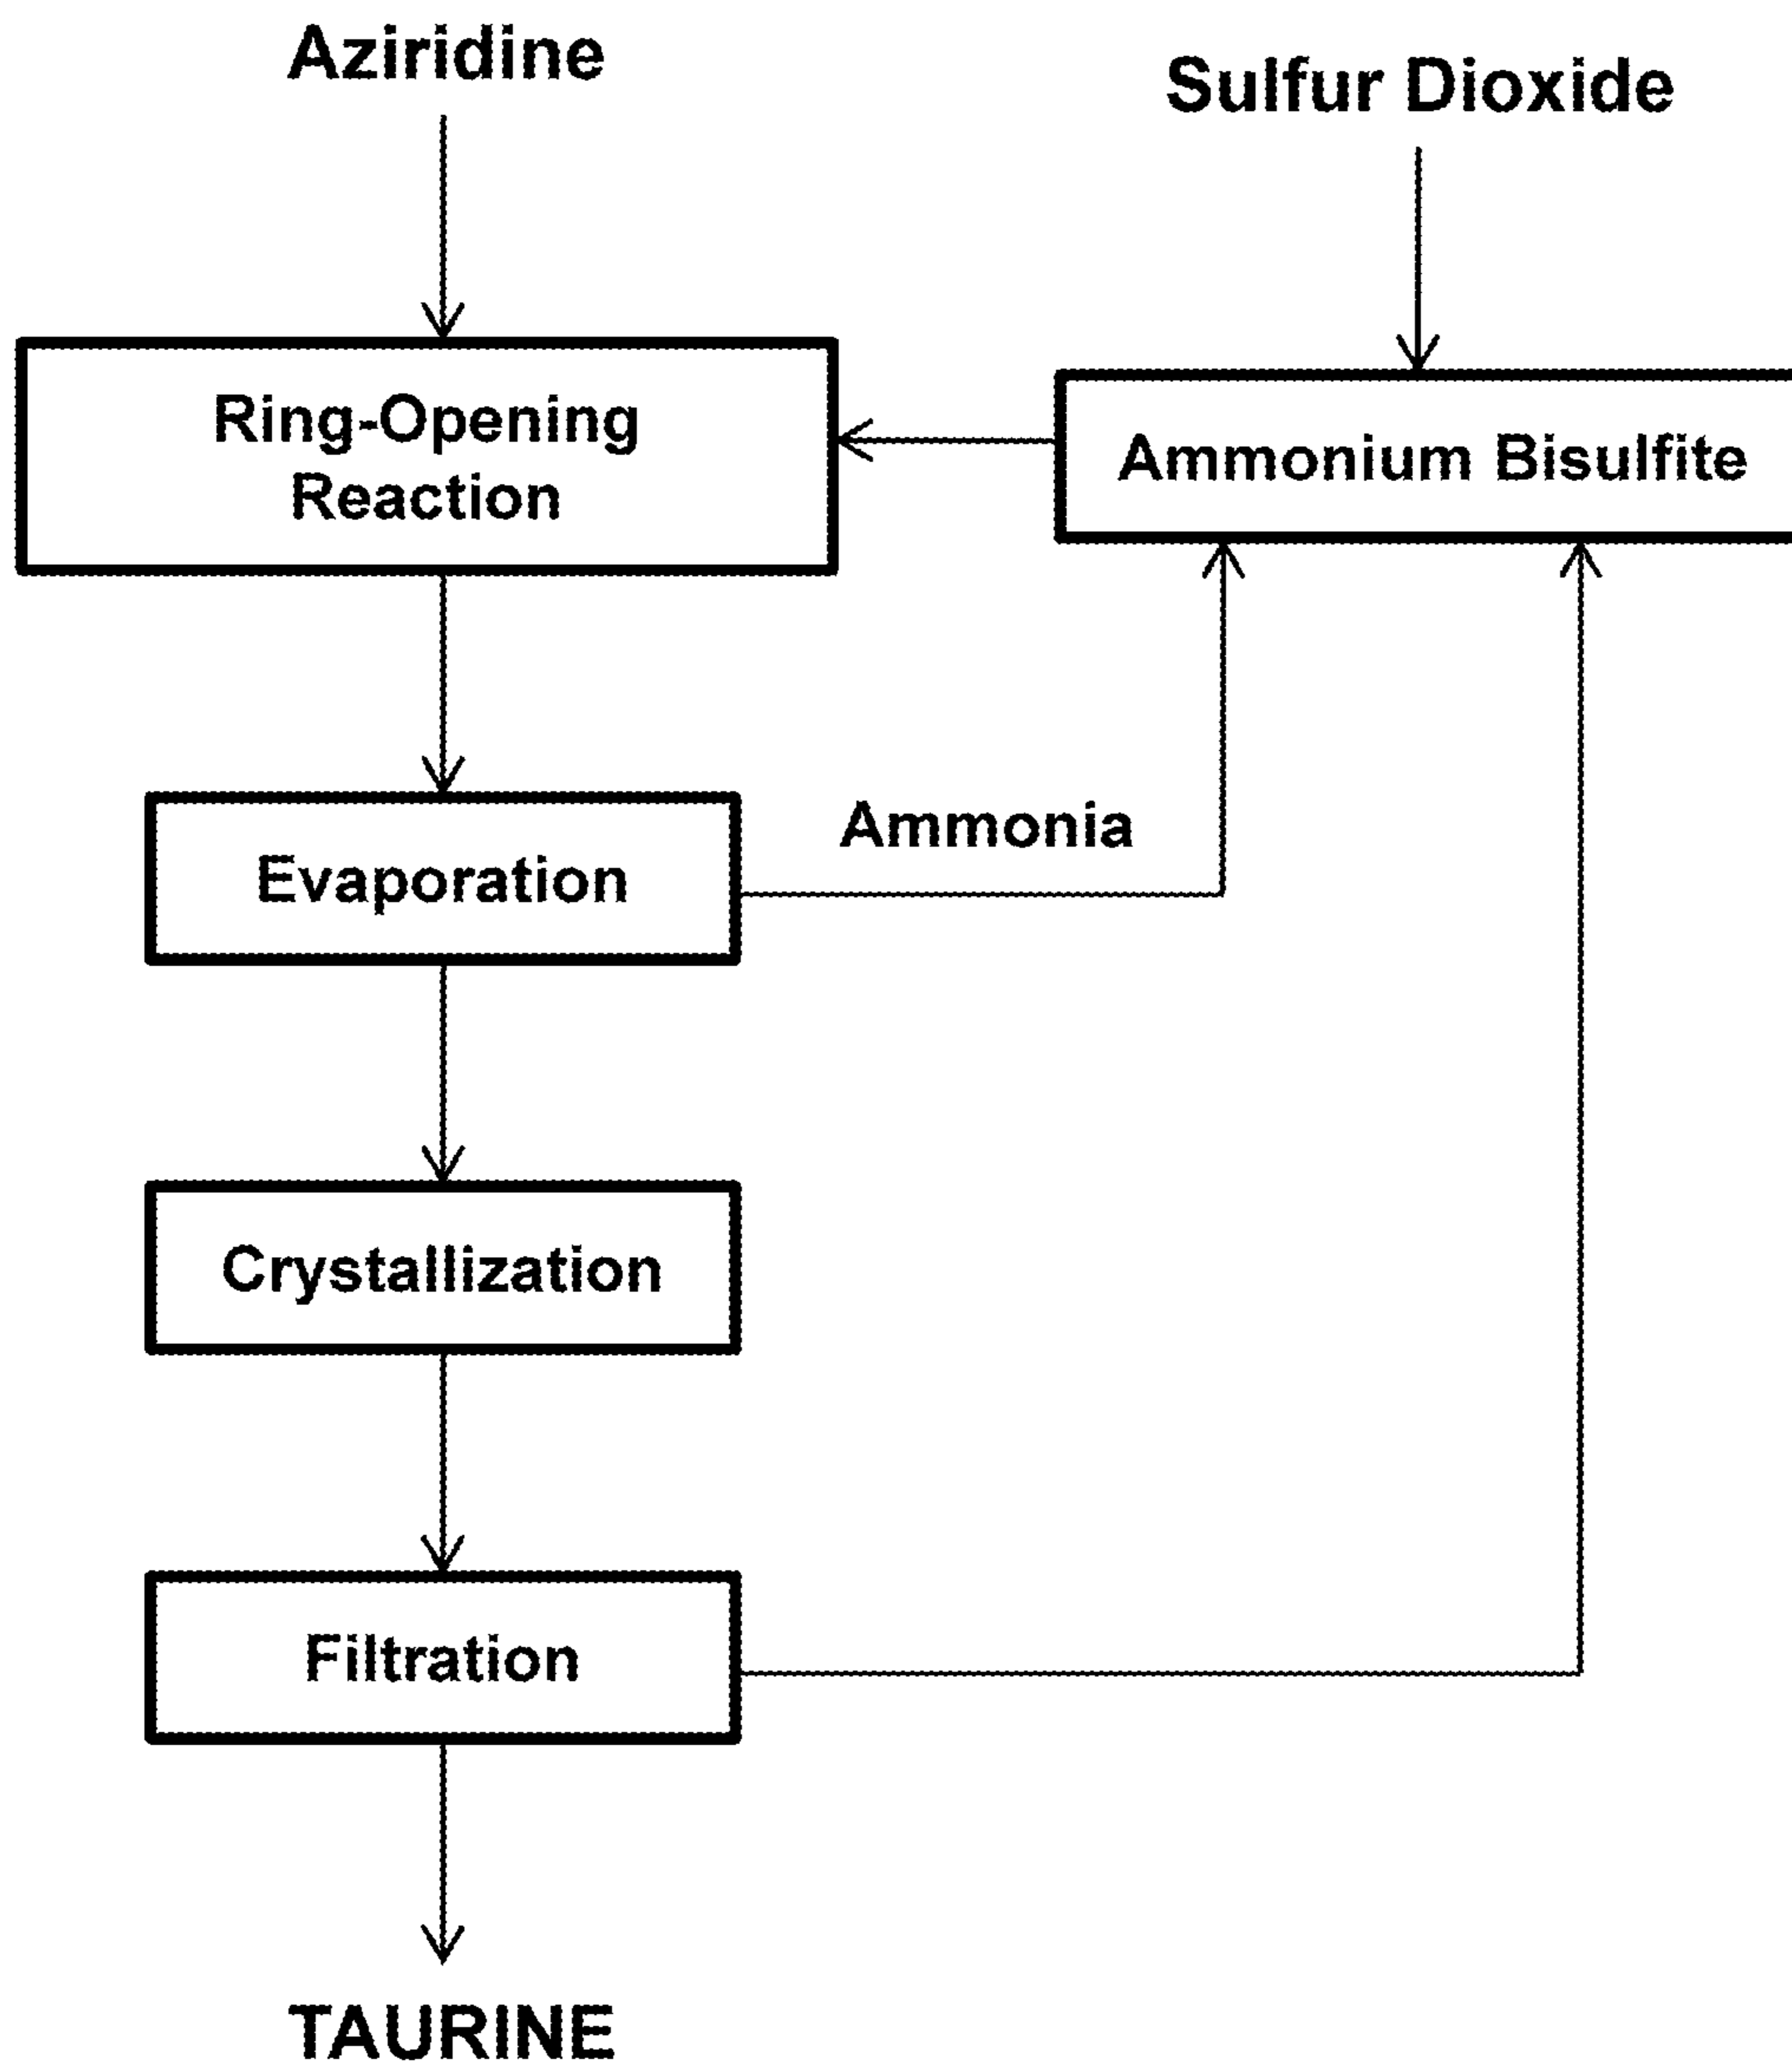 Aziridine
Sulfur Dioxide
Ring-Opening
Reaction
Ammonium Bisulfite
Ammonia
Evaporation
Crystallization
Filtration
TAURINE